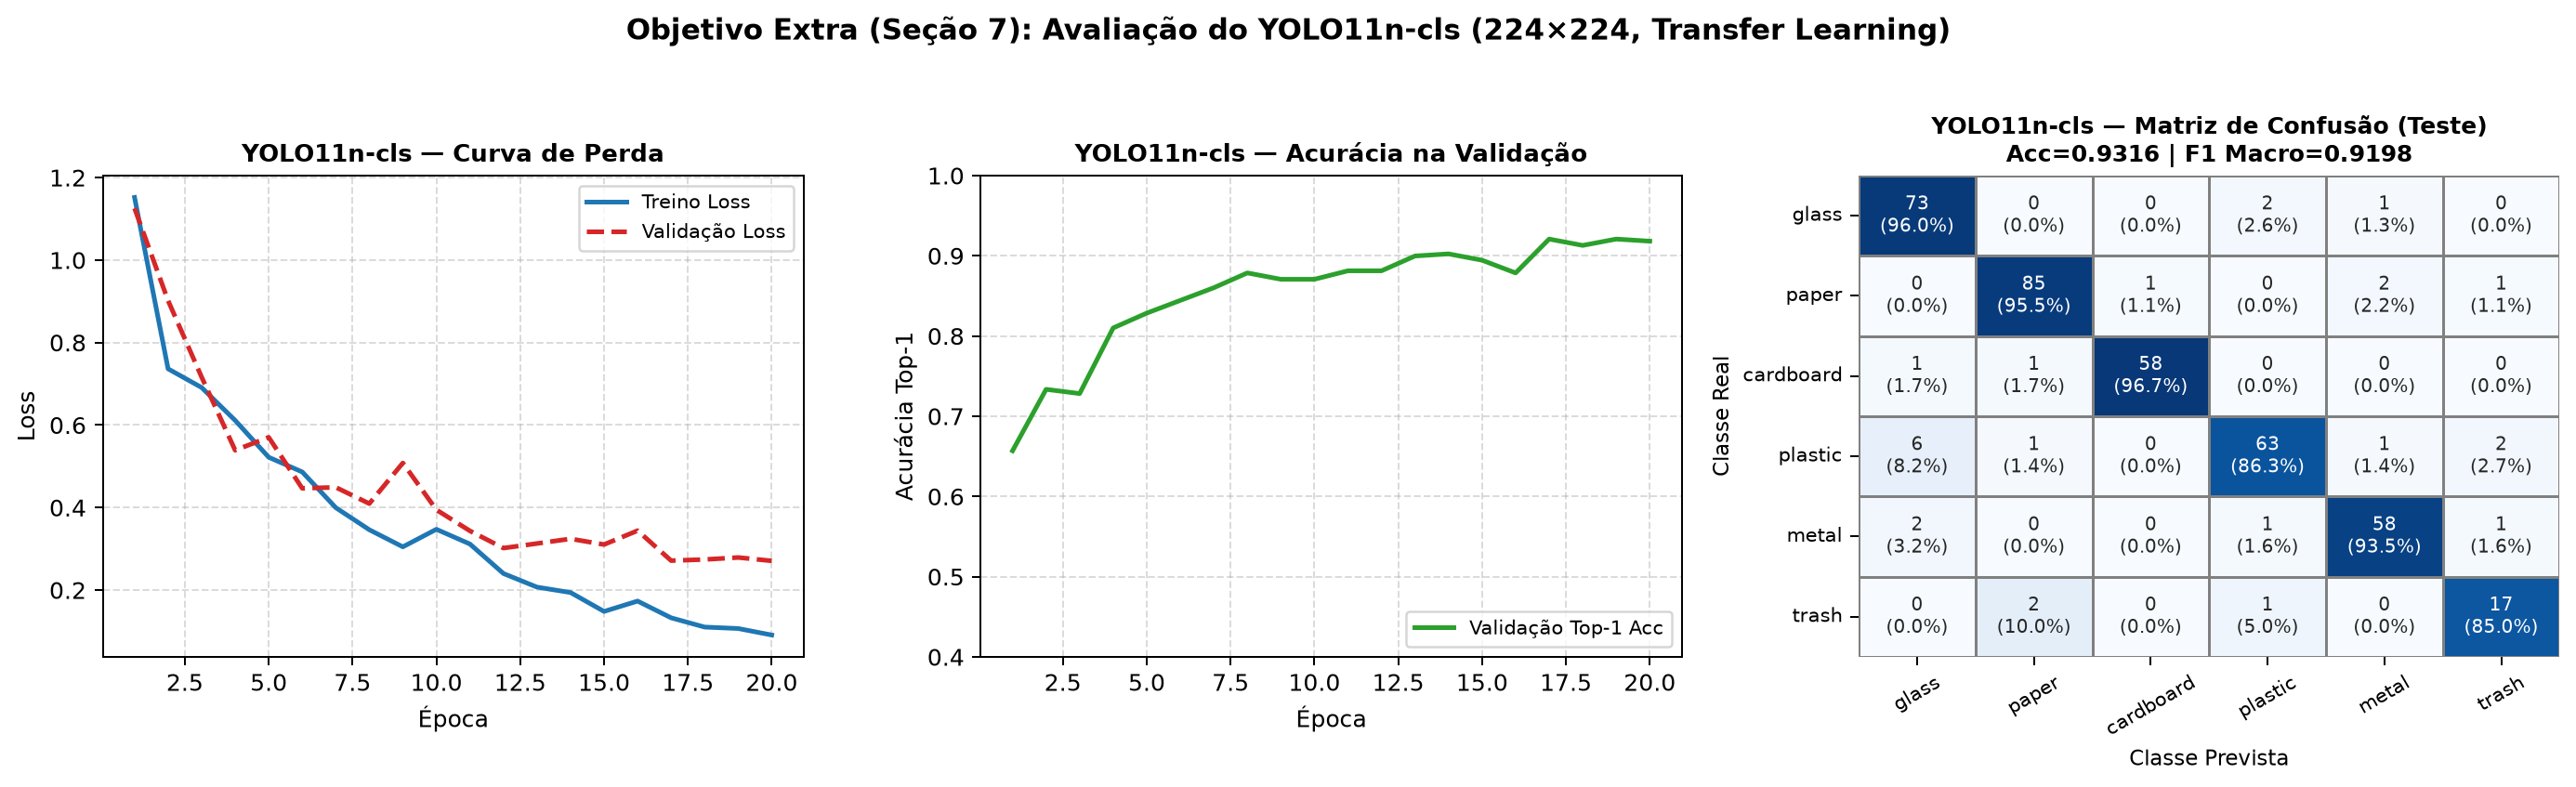 Objetivo Extra (Seção 7): Avaliação do YOLO11n-cls (224×224, Transfer Learning)
YOLO11n-cls — Curva de Perda
1.2
1.0
0.8
0.6
0.4
0.2
Loss
Treino Loss
Validação Loss
2.5 5.0 7.5 10.0 12.5 15.0 17.5 20.0
Época
YOLO11n-cls — Acurácia na Validação
1.0
0.9
0.8
0.7
0.6
0.5
0.4
Acurácia Top-1
Validação Top-1 Acc
2.5 5.0 7.5 10.0 12.5 15.0 17.5 20.0
Época
YOLO11n-cls — Matriz de Confusão (Teste)
Acc=0.9316 | F1 Macro=0.9198
Classe Real
glass
73 0 0 2 1 0
(96.0%) (0.0%) (0.0%) (2.6%) (1.3%) (0.0%)
paper
0 85 1 0 2 1
(0.0%) (95.5%) (1.1%) (0.0%) (2.2%) (1.1%)
cardboard
1 1 58 0 0 0
(1.7%) (1.7%) (96.7%) (0.0%) (0.0%) (0.0%)
plastic
6 1 0 63 1 2
(8.2%) (1.4%) (0.0%) (86.3%) (1.4%) (2.7%)
metal
2 0 0 1 58 1
(3.2%) (0.0%) (0.0%) (1.6%) (93.5%) (1.6%)
trash
0 2 0 1 0 17
(0.0%) (10.0%) (0.0%) (5.0%) (0.0%) (85.0%)
glass paper cardboard plastic metal trash
Classe Prevista